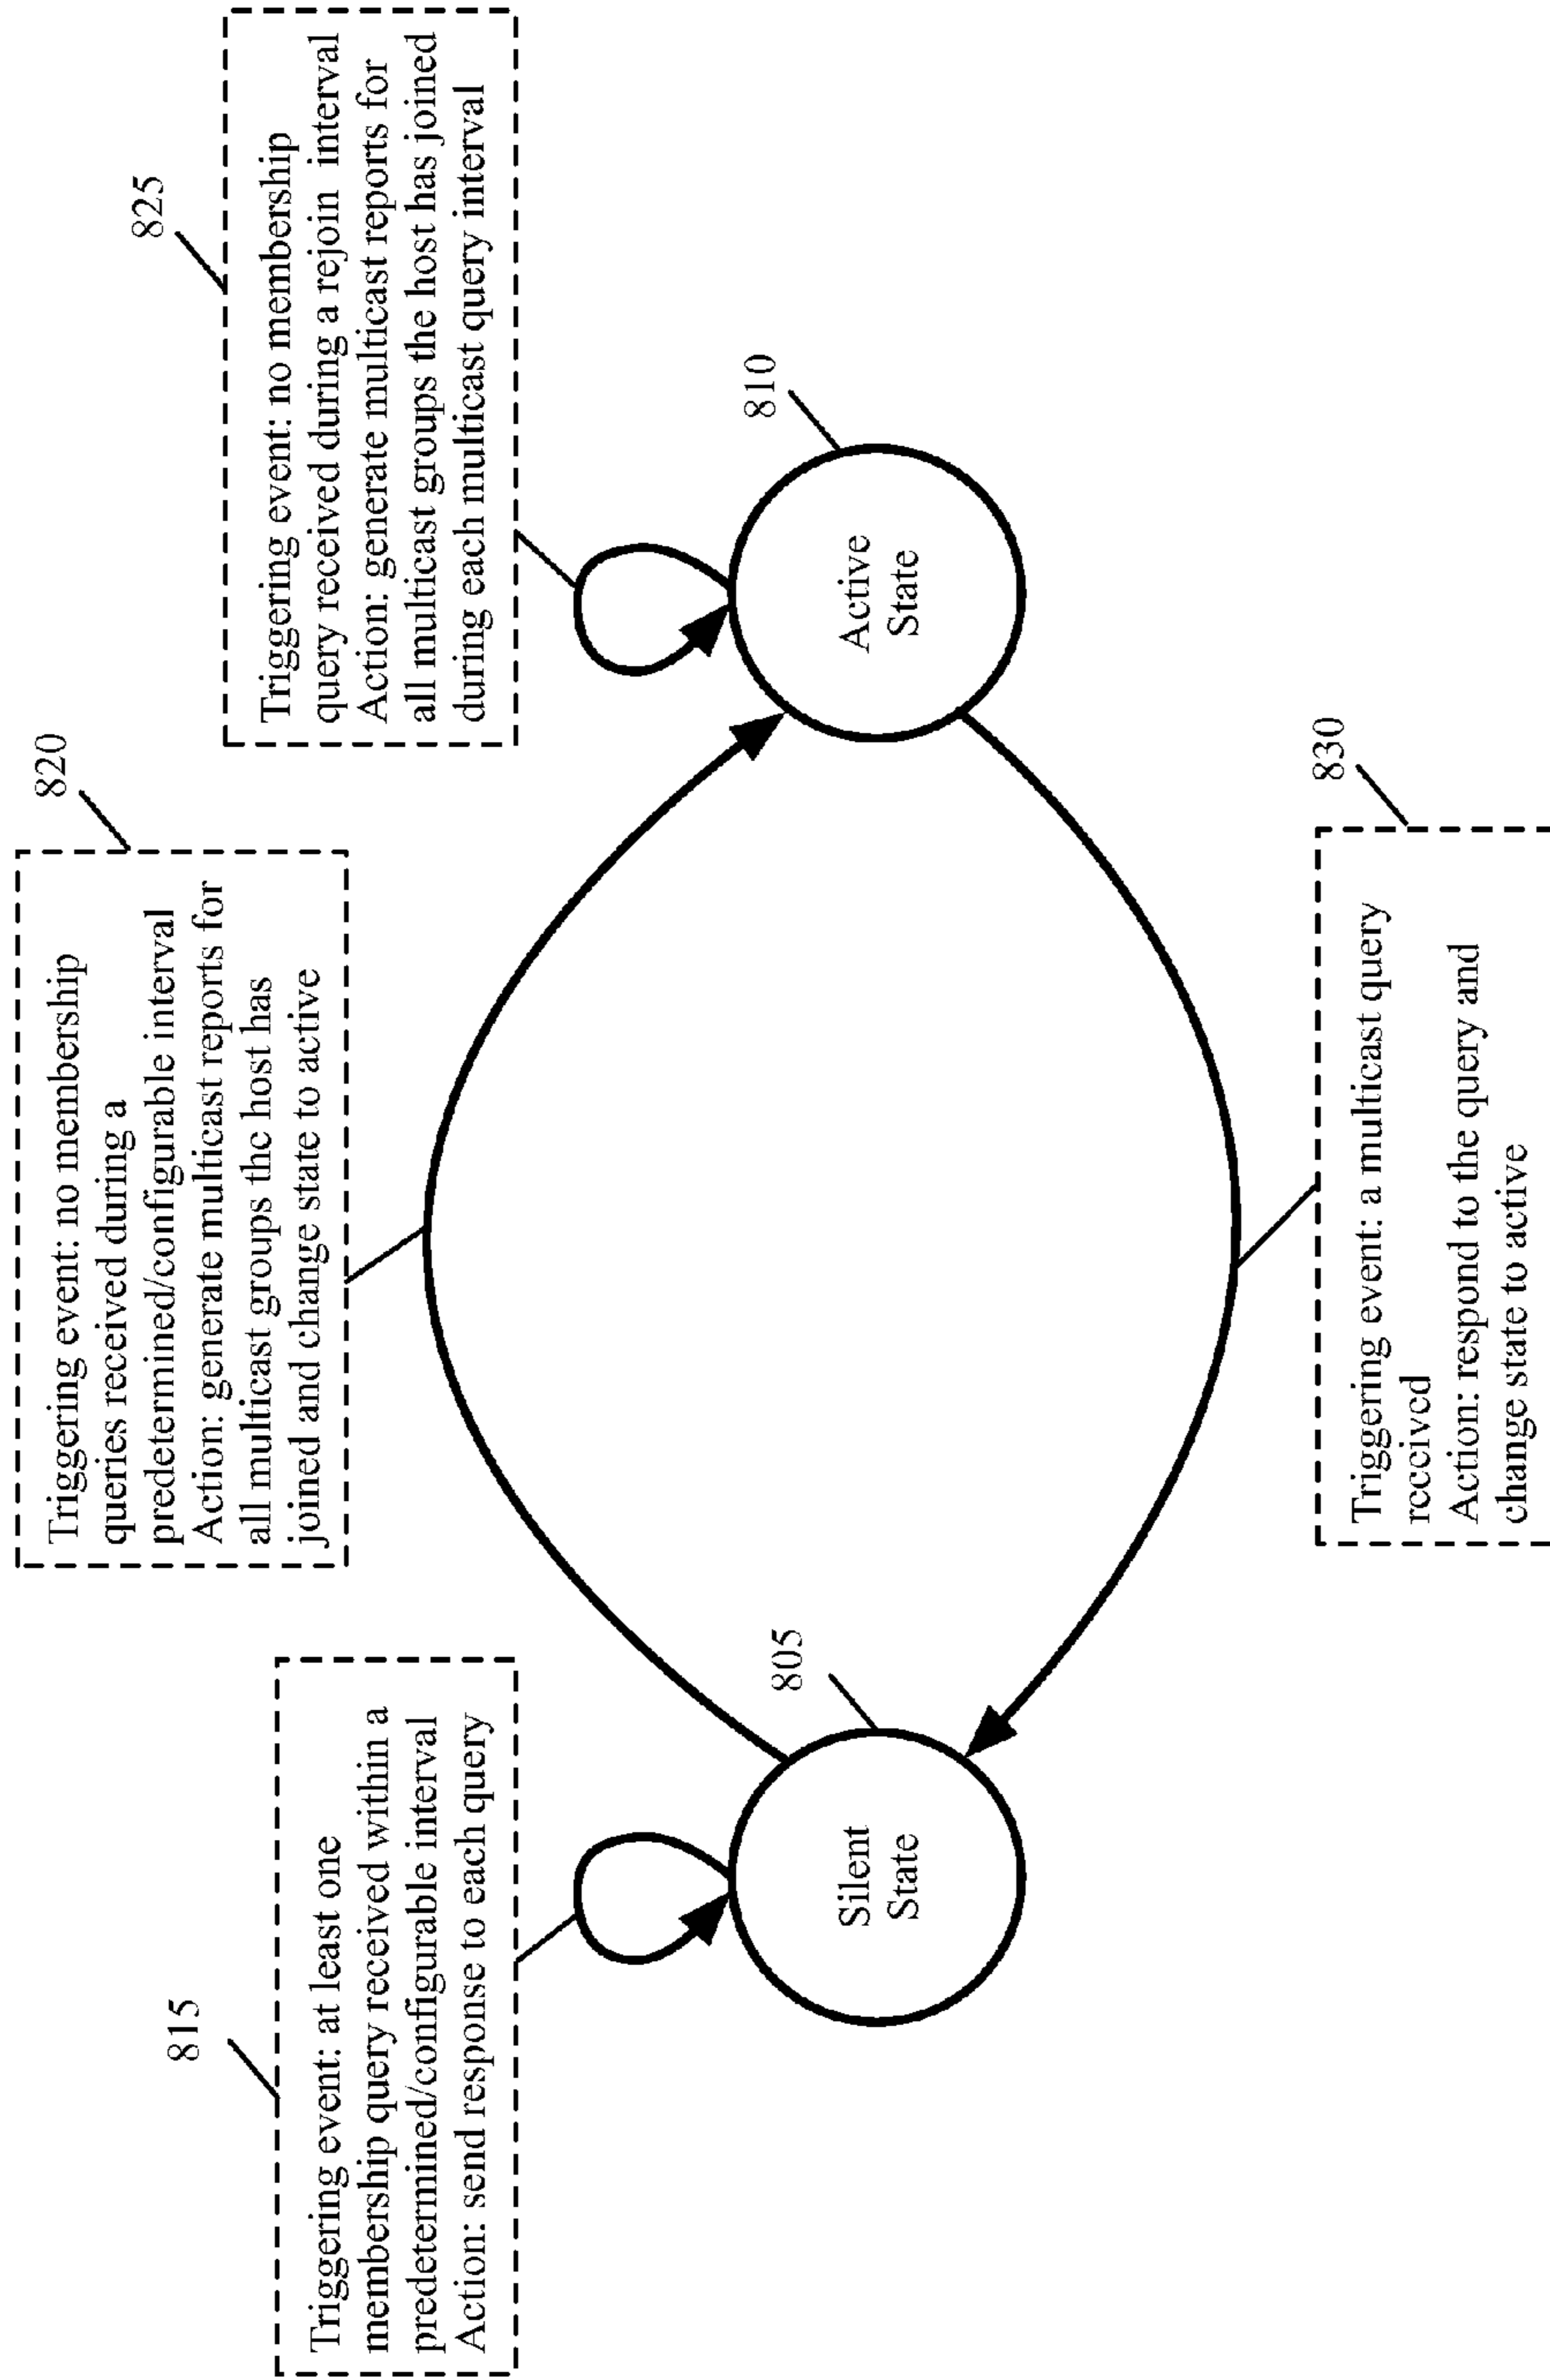 815
Triggering event: at least one
membership query received within a
predetermined/configurable interval
Action: send response to each query
820
Triggering event: no membership
queries received during a
predetermined/configurable interval
Action: generate multicast reports for
all multicast groups the host has
joined and change state to active
825
Triggering event: no membership
query received during a rejoin interval
Action: generate multicast reports for
all multicast groups the host has joined
during each multicast query interval
805
Silent
State
810
Active
State
830
Triggering event: a multicast query
received
Action: respond to the query and
change state to active